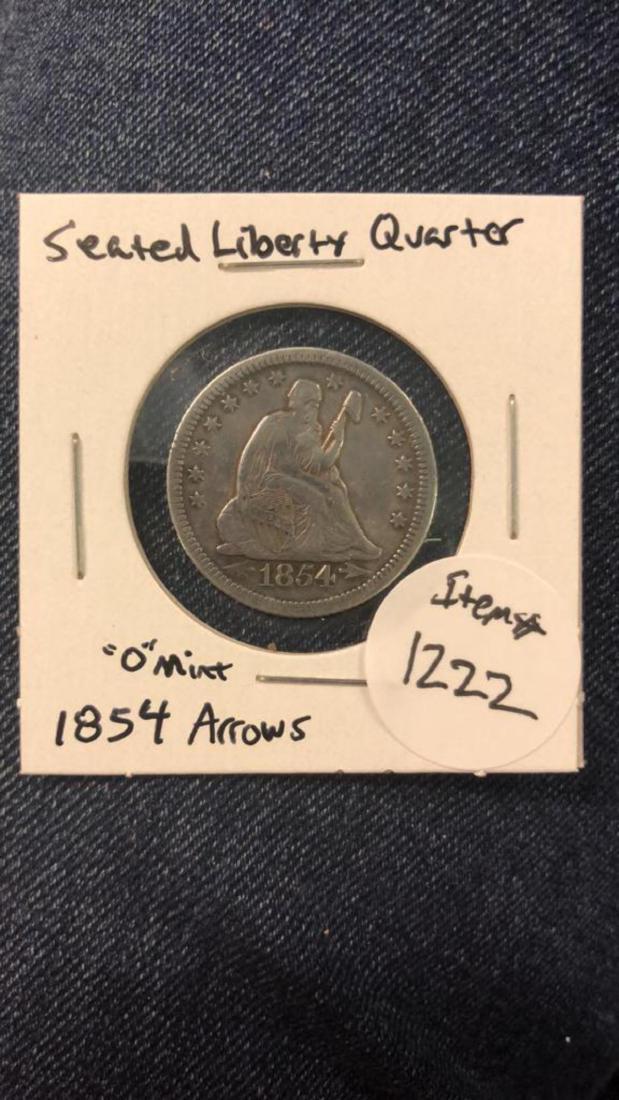 Seated Liberty Quarter
1854
"O" Mint
1854 Arrows
Item#
1222